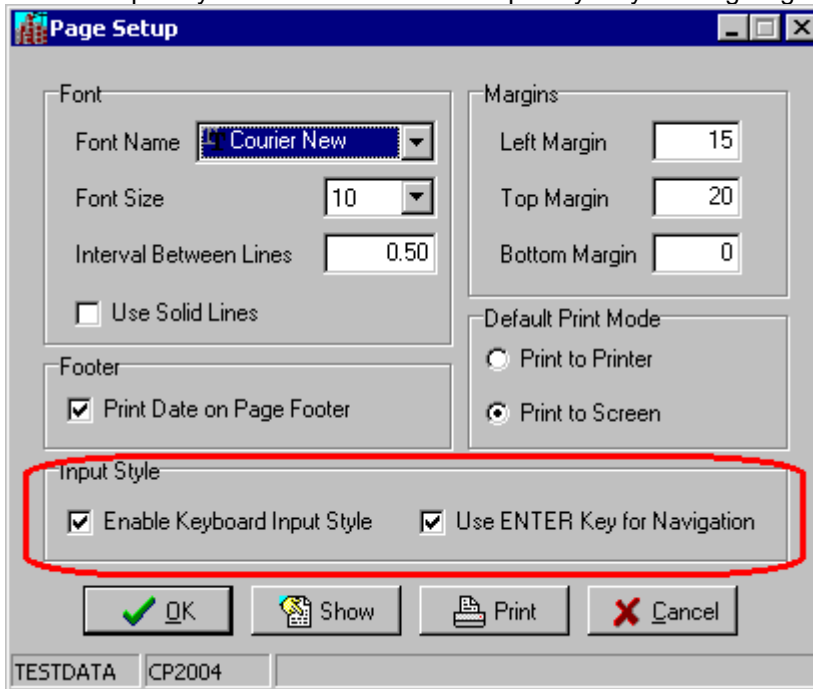 Page Setup
Font
Font Name Courier New
Font Size 10
Interval Between Lines 0.50
Use Solid Lines
Margins
Left Margin 15
Top Margin 20
Bottom Margin 0
Default Print Mode
Print to Printer
Print to Screen
Footer
Print Date on Page Footer
Input Style
Enable Keyboard Input Style Use ENTER Key for Navigation
OK Show Print Cancel
TESTDATA CP2004